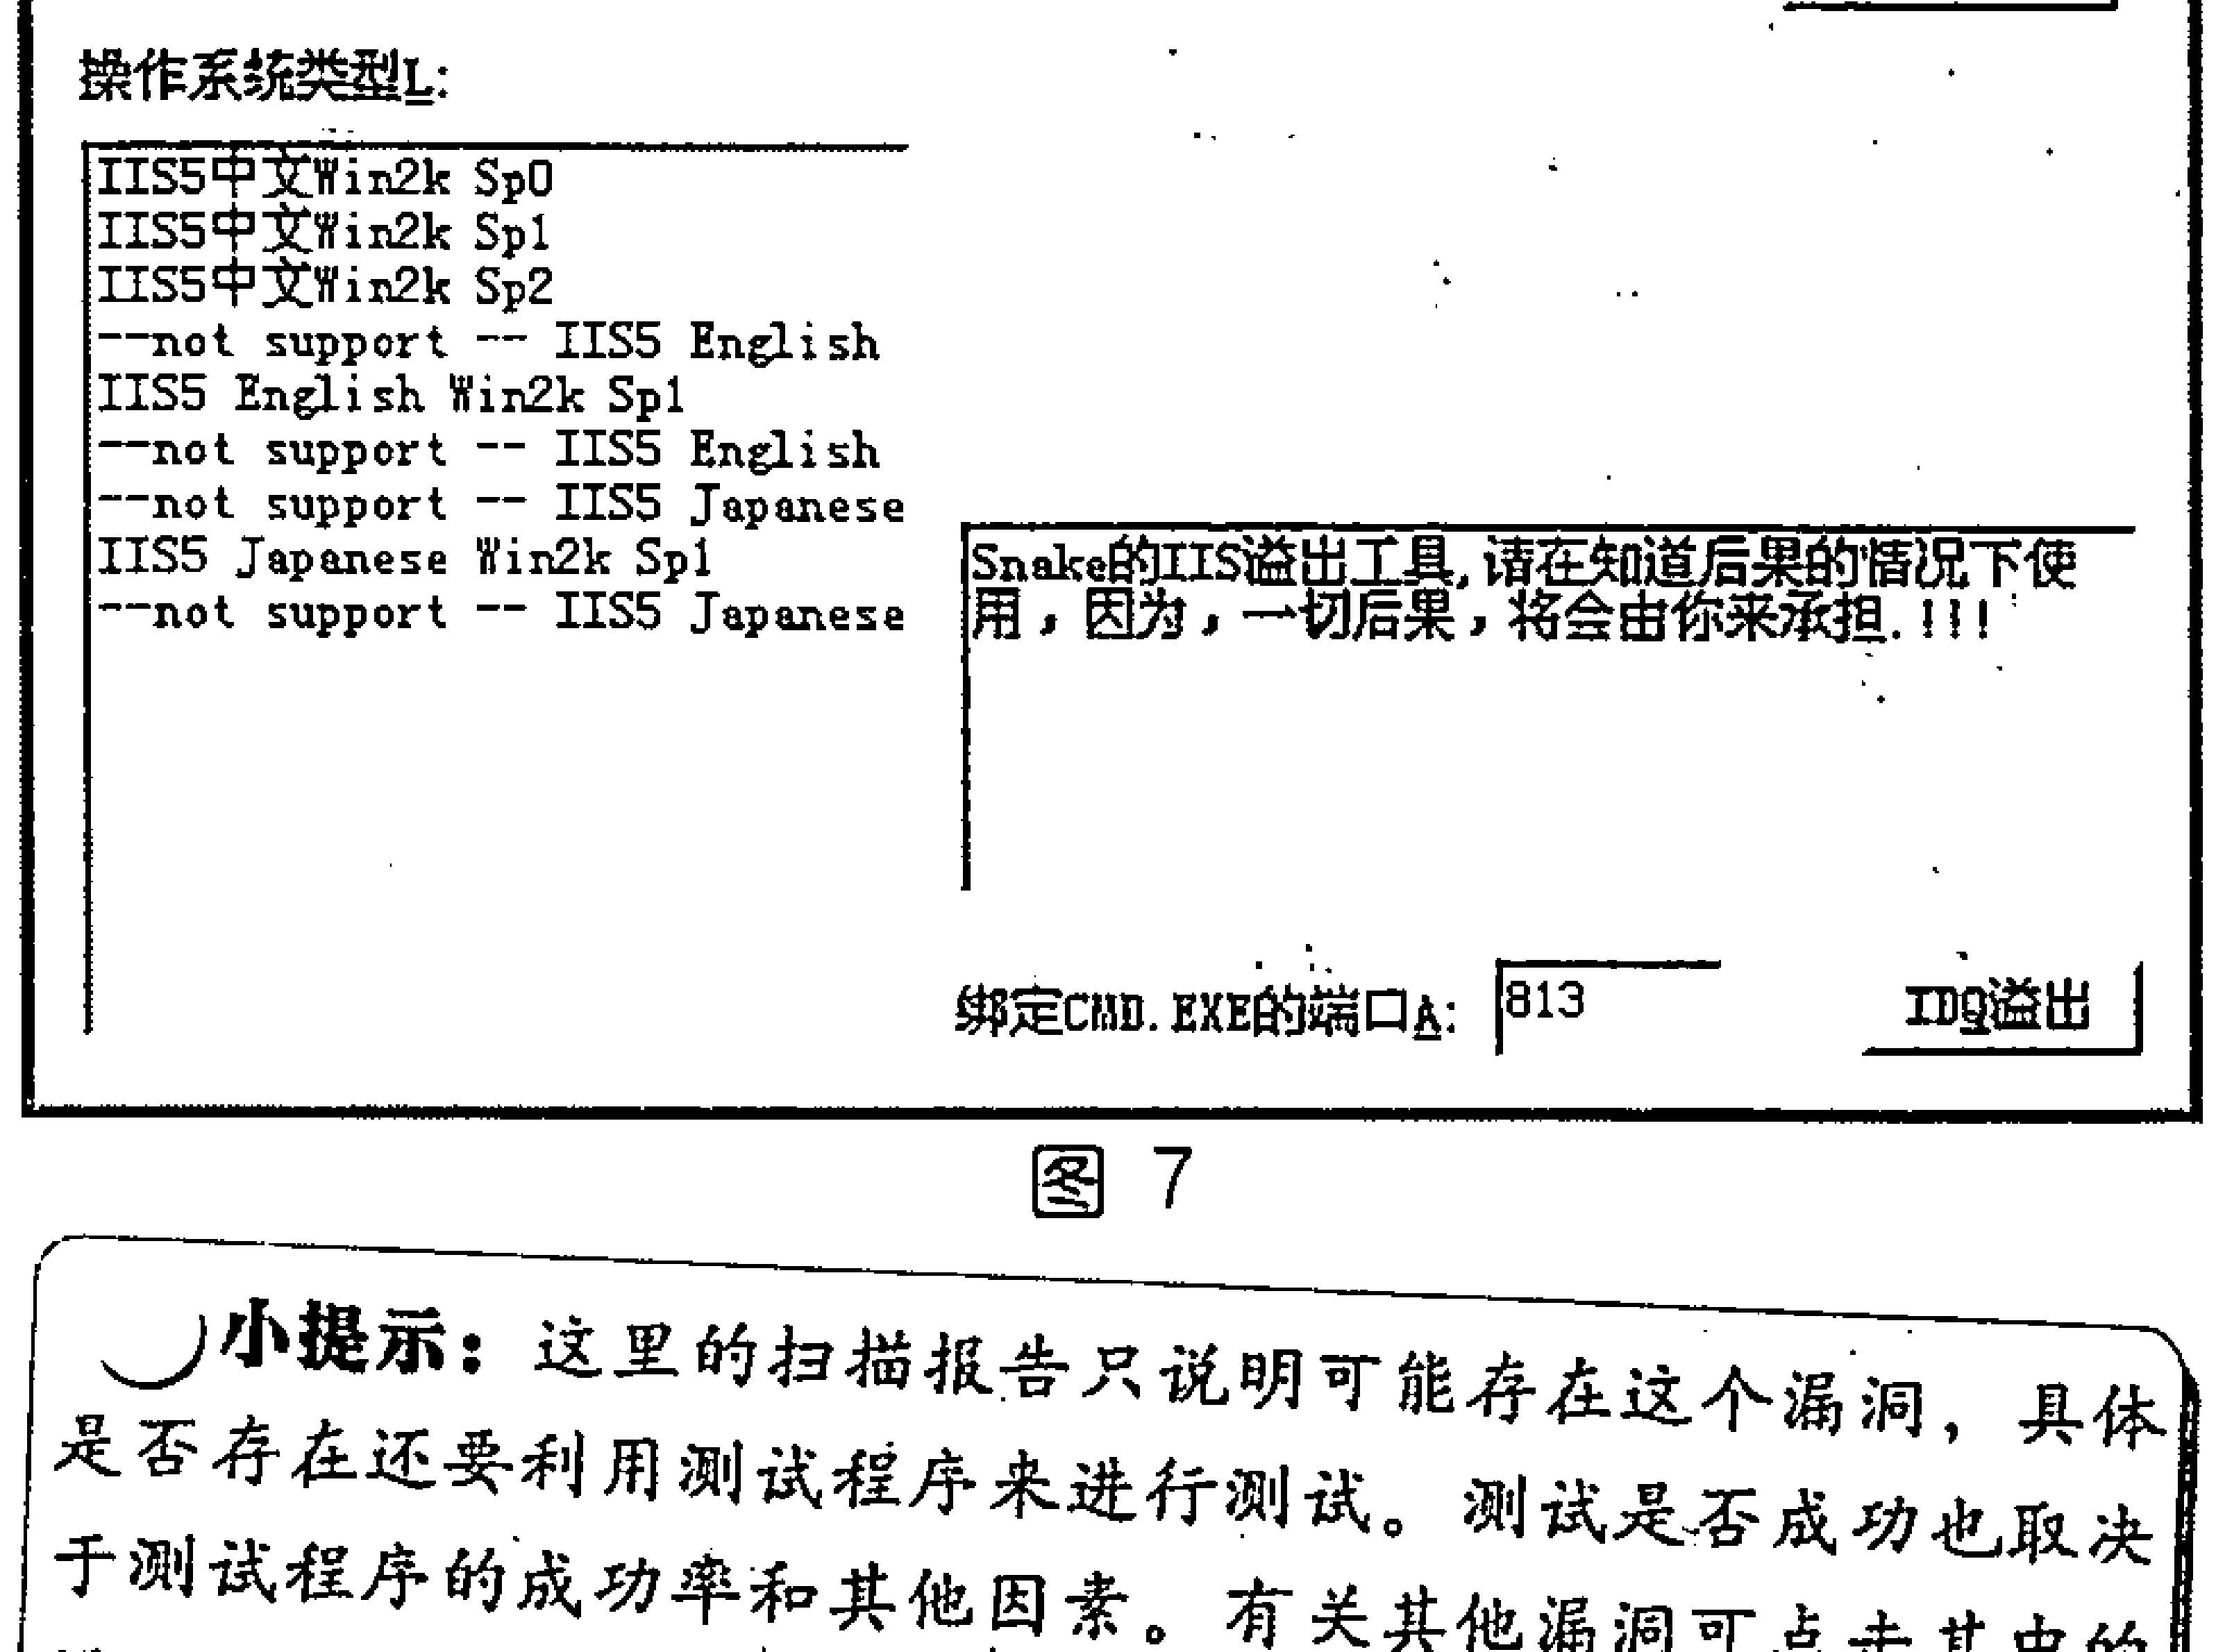 操作系统类型L:
IIS5中文Win2k Sp0
IIS5中文Win2k Sp1
IIS5中文Win2k Sp2
--not support -- IIS5 English
IIS5 English Win2k Sp1
--not support -- IIS5 English
--not support -- IIS5 Japanese
IIS5 Japanese Win2k Sp1
--not support -- IIS5 Japanese
Snake的IIS溢出工具,请在知道后果的情况下使
用，因为，一切后果，将会由你来承担.!!!
绑定CMD.EXE的端口A: 813
IDQ溢出
图 7
小提示：这里的扫描报告只说明可能存在这个漏洞，具体
是否存在还要利用测试程序来进行测试。测试是否成功也取决
于测试程序的成功率和其他因素。有关其他漏洞可点击其中的